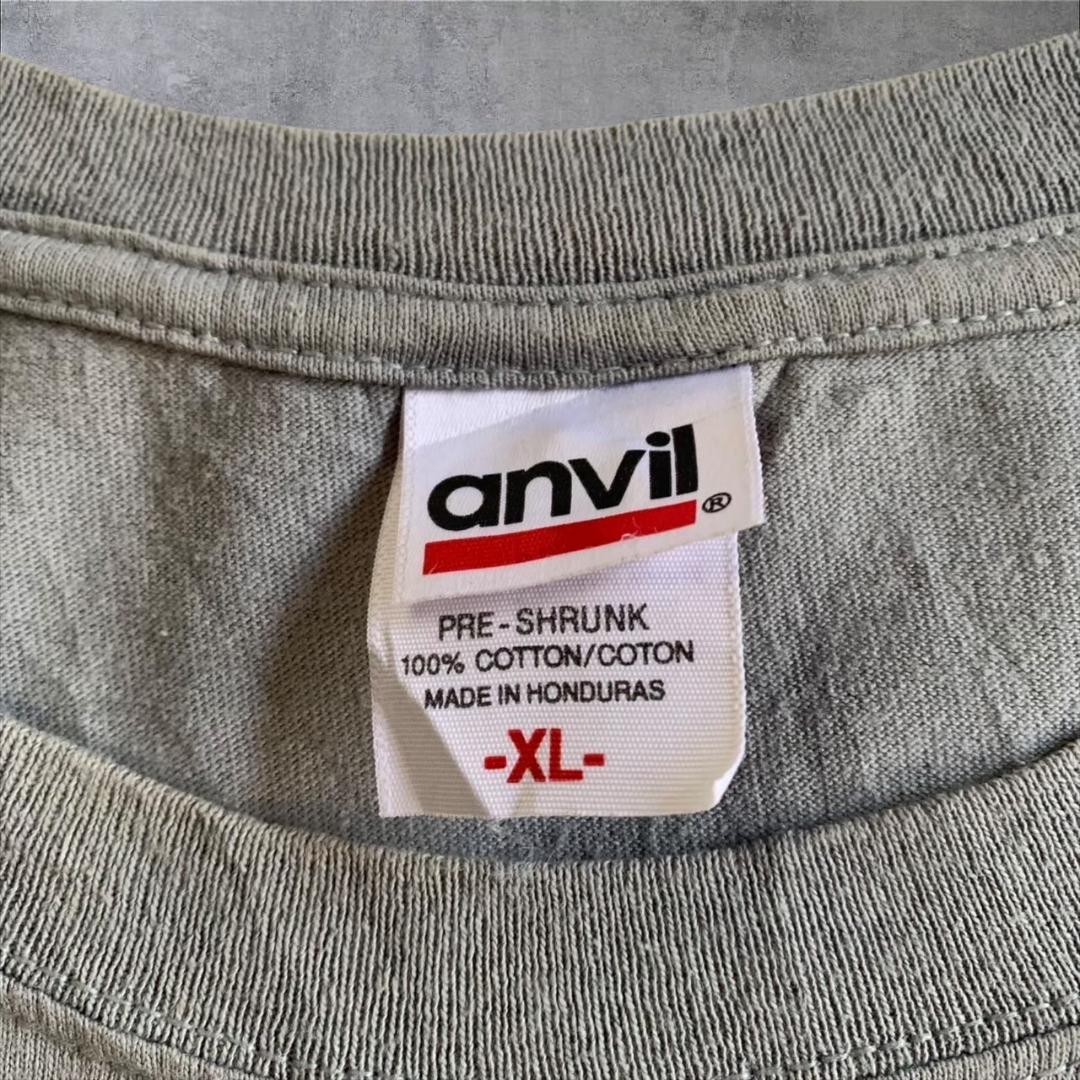 anvil®
PRE-SHRUNK
100% COTTON/COTON
MADE IN HONDURAS
-XL-